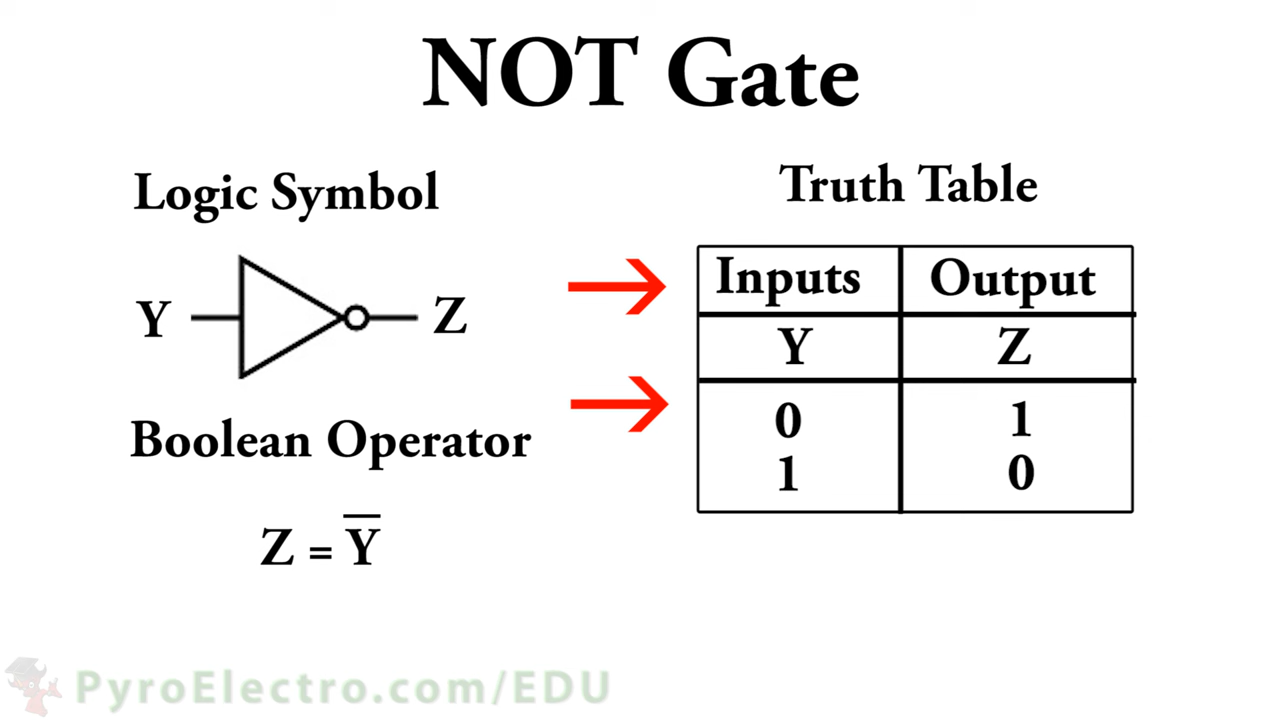 NOT Gate
Logic Symbol
Y Z
Boolean Operator
Z = Y̅
Truth Table
Inputs Output
Y Z
0 1
1 0
PyroElectro.com/EDU